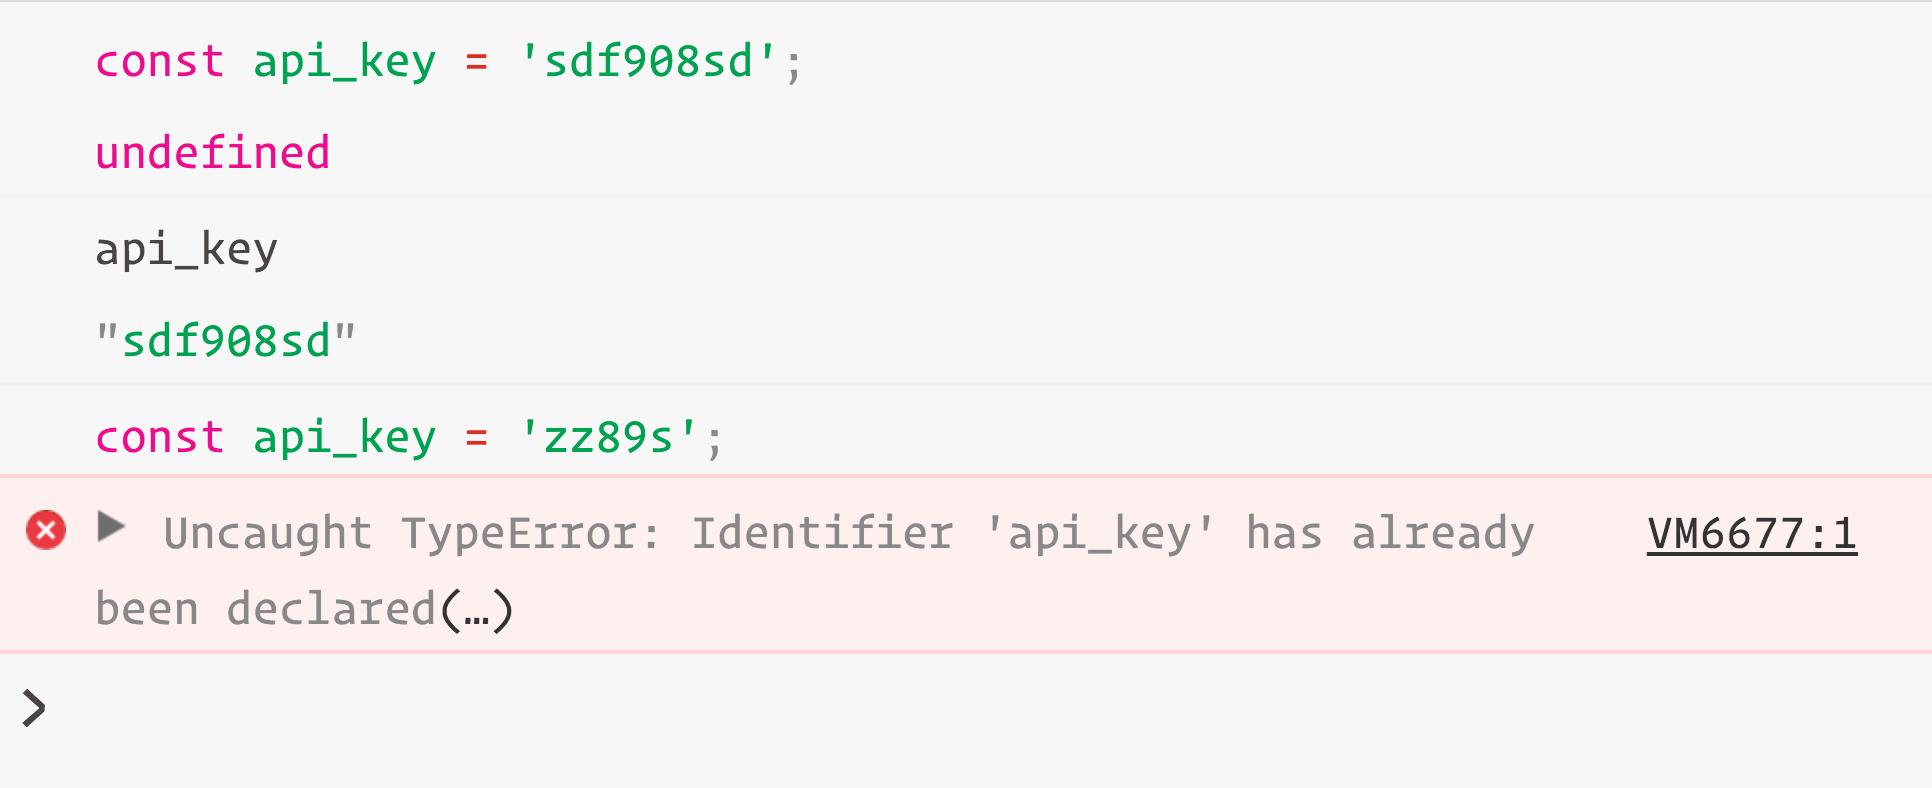 const api_key = 'sdf908sd';
undefined
api_key
"sdf908sd"
const api_key = 'zz89s';
Uncaught TypeError: Identifier 'api_key' has already VM6677:1
been declared(…)
>